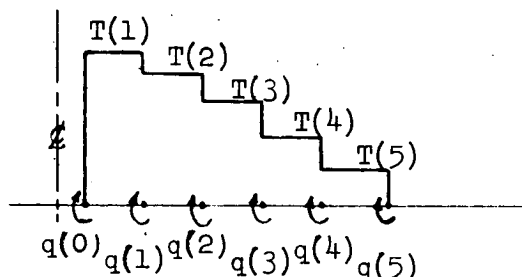 T(1)
T(2)
T(3)
T(4)
T(5)
℄
q(0) q(1) q(2) q(3) q(4) q(5)